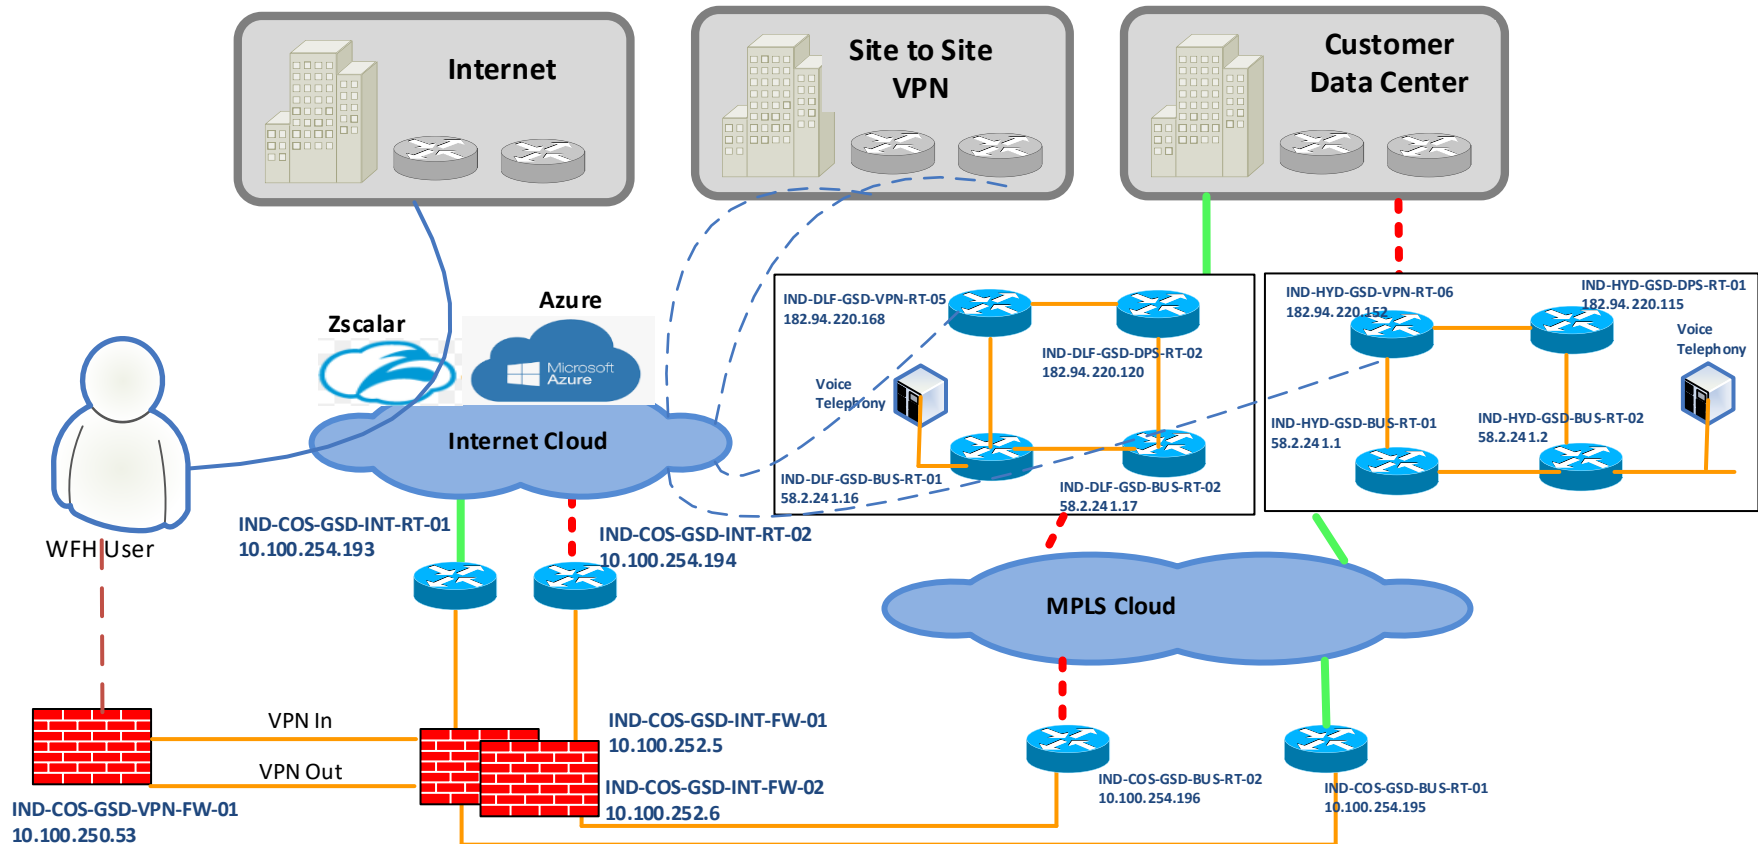 Internet
Site to Site
VPN
Customer
Data Center
Zscalar
Azure
Microsoft
Azure
Internet Cloud
WFH User
IND-DLF-GSD-VPN-RT-05
182.94.220.168
IND-DLF-GSD-DPS-RT-02
182.94.220.120
Voice
Telephony
IND-DLF-GSD-BUS-RT-01
58.2.241.16
IND-DLF-GSD-BUS-RT-02
58.2.241.17
IND-HYD-GSD-VPN-RT-06
182.94.220.152
IND-HYD-GSD-DPS-RT-01
182.94.220.115
Voice
Telephony
IND-HYD-GSD-BUS-RT-01
58.2.241.1
IND-HYD-GSD-BUS-RT-02
58.2.241.2
IND-COS-GSD-INT-RT-01
10.100.254.193
IND-COS-GSD-INT-RT-02
10.100.254.194
MPLS Cloud
VPN In
VPN Out
IND-COS-GSD-VPN-FW-01
10.100.250.53
IND-COS-GSD-INT-FW-01
10.100.252.5
IND-COS-GSD-INT-FW-02
10.100.252.6
IND-COS-GSD-BUS-RT-02
10.100.254.196
IND-COS-GSD-BUS-RT-01
10.100.254.195